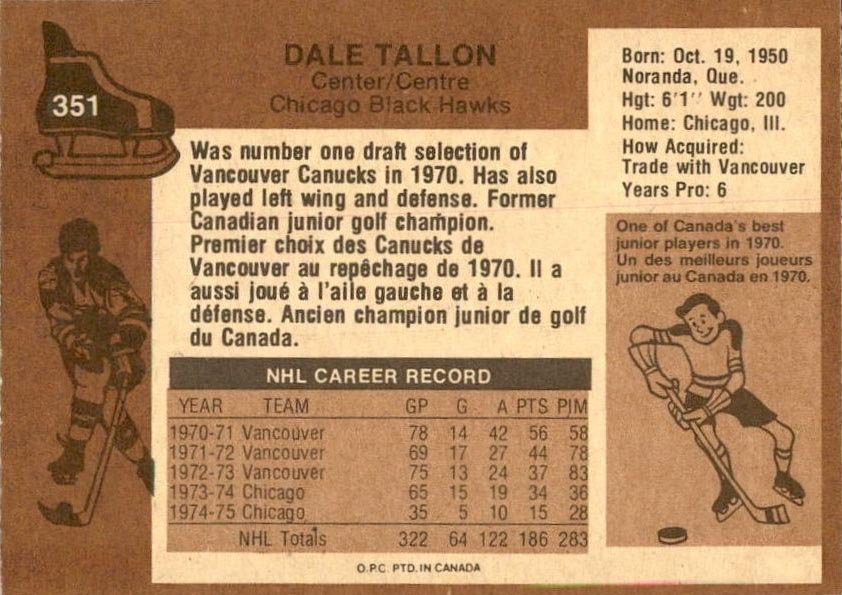 351
DALE TALLON
Center/Centre
Chicago Black Hawks
Born: Oct. 19, 1950
Noranda, Que.
Hgt: 6'1" Wgt: 200
Home: Chicago, Ill.
How Acquired:
Trade with Vancouver
Years Pro: 6
Was number one draft selection of
Vancouver Canucks in 1970. Has also
played left wing and defense. Former
Canadian junior golf champion.
Premier choix des Canucks de
Vancouver au repêchage de 1970. Il a
aussi joué à l'aile gauche et à la
défense. Ancien champion junior de golf
du Canada.
One of Canada's best
junior players in 1970.
Un des meilleurs joueurs
junior au Canada en 1970.
NHL CAREER RECORD
YEAR TEAM GP G A PTS PIM
1970-71 Vancouver 78 14 42 56 58
1971-72 Vancouver 69 17 27 44 78
1972-73 Vancouver 75 13 24 37 83
1973-74 Chicago 65 15 19 34 36
1974-75 Chicago 35 5 10 15 28
NHL Totals 322 64 122 186 283
O.P.C. PTD. IN CANADA